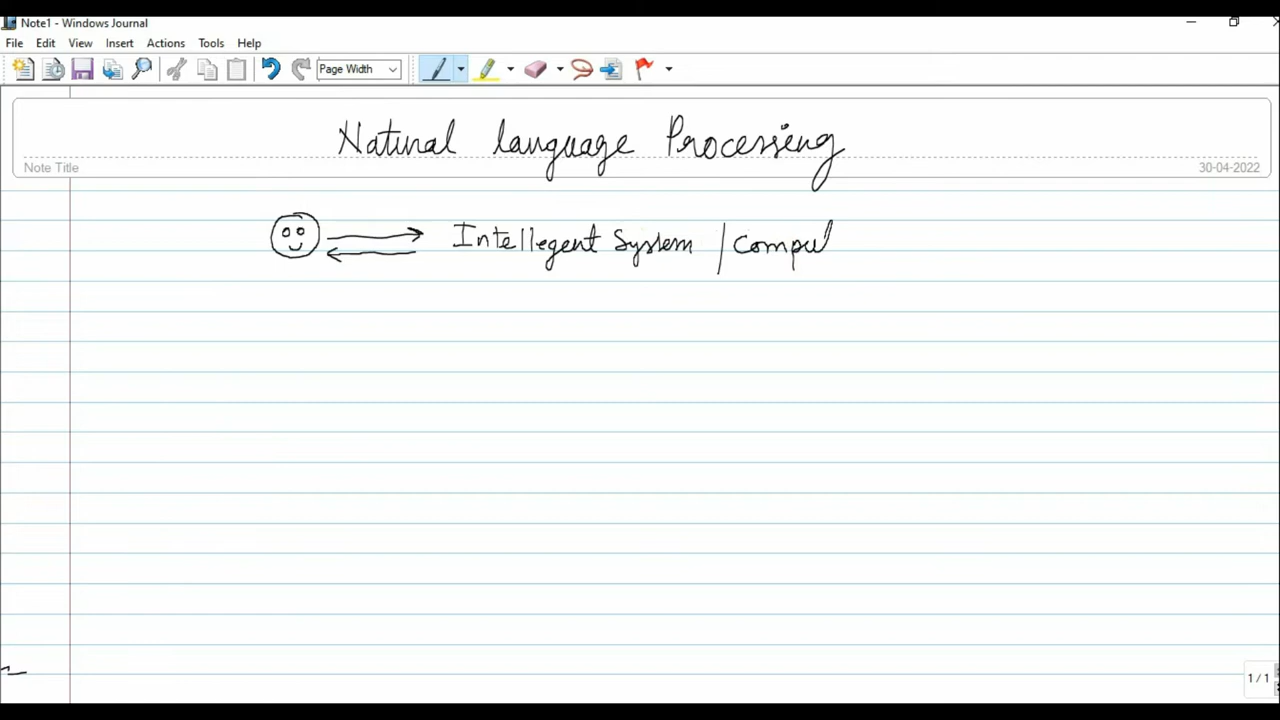 Note1 - Windows Journal
File Edit View Insert Actions Tools Help
Page Width
Natural language Processing
Note Title
30-04-2022
Intellegent System / Comput
1 / 1